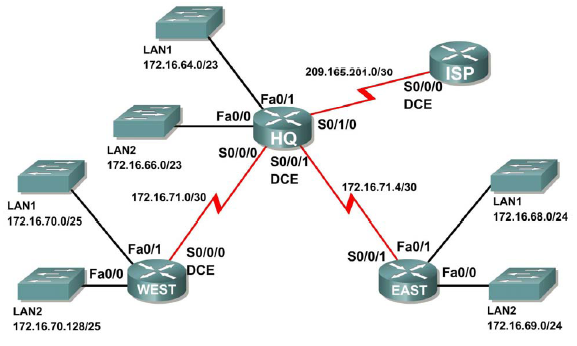 LAN1
172.16.64.0/23
209.165.201.0/30
ISP
S0/0/0
DCE
Fa0/1
Fa0/0
S0/1/0
HQ
LAN2
172.16.66.0/23
S0/0/0
S0/0/1
DCE
172.16.71.0/30
172.16.71.4/30
LAN1
172.16.70.0/25
LAN1
172.16.68.0/24
Fa0/1
S0/0/0
DCE
Fa0/0
WEST
S0/0/1
Fa0/1
Fa0/0
EAST
LAN2
172.16.70.128/25
LAN2
172.16.69.0/24